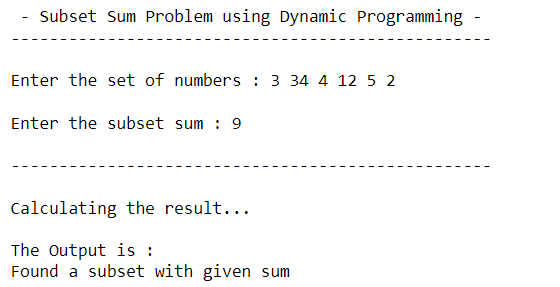 - Subset Sum Problem using Dynamic Programming -
--------------------------------------------------
Enter the set of numbers : 3 34 4 12 5 2
Enter the subset sum : 9
--------------------------------------------------
Calculating the result...
The Output is :
Found a subset with given sum